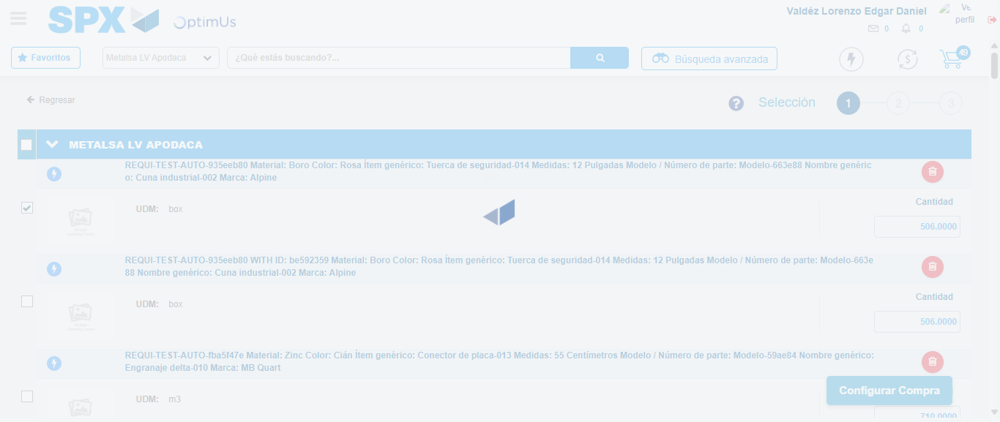 SPX OptimUs
Valdéz Lorenzo Edgar Daniel
Ve
perfil
0 0
Favoritos
Metalsa LV Apodaca
¿Qué estás buscando?...
Búsqueda avanzada
49
Regresar
? Selección 1 2 3
METALSA LV APODACA
REQUI-TEST-AUTO-935eeb80 Material: Boro Color: Rosa Ítem genérico: Tuerca de seguridad-014 Medidas: 12 Pulgadas Modelo / Número de parte: Modelo-663e88 Nombre genéric
o: Cuna industrial-002 Marca: Alpine
UDM: box
Cantidad
506.0000
REQUI-TEST-AUTO-935eeb80 WITH ID: be592359 Material: Boro Color: Rosa Ítem genérico: Tuerca de seguridad-014 Medidas: 12 Pulgadas Modelo / Número de parte: Modelo-663e
88 Nombre genérico: Cuna industrial-002 Marca: Alpine
UDM: box
Cantidad
506.0000
REQUI-TEST-AUTO-fba5f47e Material: Zinc Color: Cián Ítem genérico: Conector de placa-013 Medidas: 55 Centímetros Modelo / Número de parte: Modelo-59ae84 Nombre genérico:
Engranaje delta-010 Marca: MB Quart
Configurar Compra
UDM: m3
710.0000